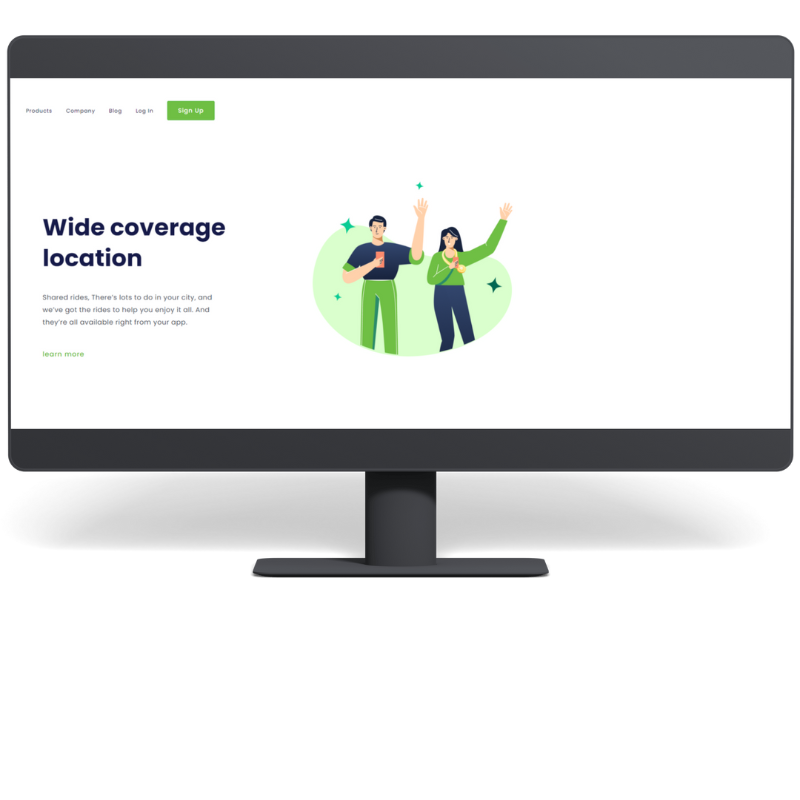 Products Company Blog Log In Sign Up
Wide coverage
location
Shared rides, There's lots to do in your city, and
we've got the rides to help you enjoy it all. And
they're all available right from your app.
learn more